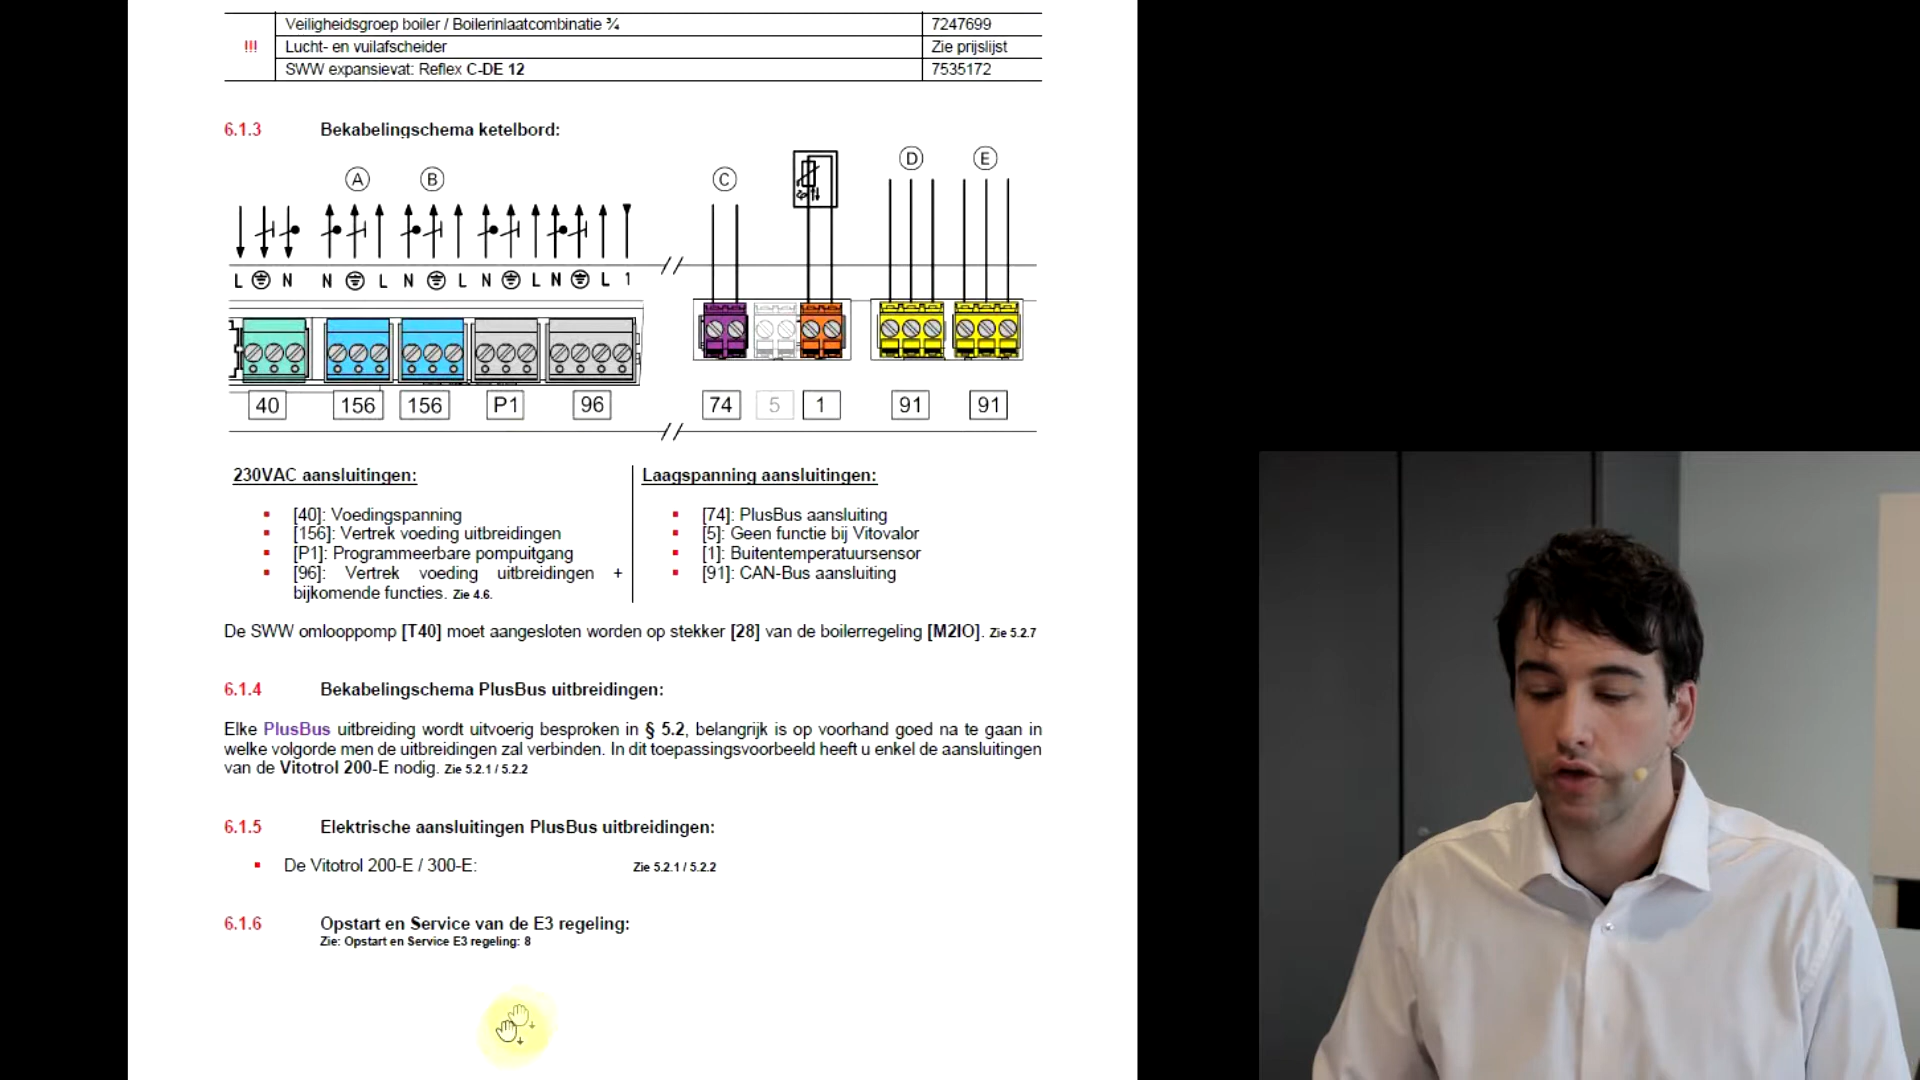 Veiligheidsgroep boiler / Boilerinlaatcombinatie ¾ 7247699
!!! Lucht- en vuilafscheider Zie prijslijst
SWW expansievat: Reflex C-DE 12 7535172
6.1.3 Bekabelingschema ketelbord:
A B C D E
L N N L N L N L N L 1
40 156 156 P1 96 74 5 1 91 91
230VAC aansluitingen:
[40]: Voedingspanning
[156]: Vertrek voeding uitbreidingen
[P1]: Programmeerbare pompuitgang
[96]: Vertrek voeding uitbreidingen +
bijkomende functies. Zie 4.6.
Laagspanning aansluitingen:
[74]: PlusBus aansluiting
[5]: Geen functie bij Vitovalor
[1]: Buitentemperatuursensor
[91]: CAN-Bus aansluiting
De SWW omlooppomp [T40] moet aangesloten worden op stekker [28] van de boilerregeling [M2IO]. Zie 5.2.7
6.1.4 Bekabelingschema PlusBus uitbreidingen:
Elke PlusBus uitbreiding wordt uitvoerig besproken in § 5.2, belangrijk is op voorhand goed na te gaan in
welke volgorde men de uitbreidingen zal verbinden. In dit toepassingsvoorbeeld heeft u enkel de aansluitingen
van de Vitotrol 200-E nodig. Zie 5.2.1 / 5.2.2
6.1.5 Elektrische aansluitingen PlusBus uitbreidingen:
De Vitotrol 200-E / 300-E: Zie 5.2.1 / 5.2.2
6.1.6 Opstart en Service van de E3 regeling:
Zie: Opstart en Service E3 regeling: 8